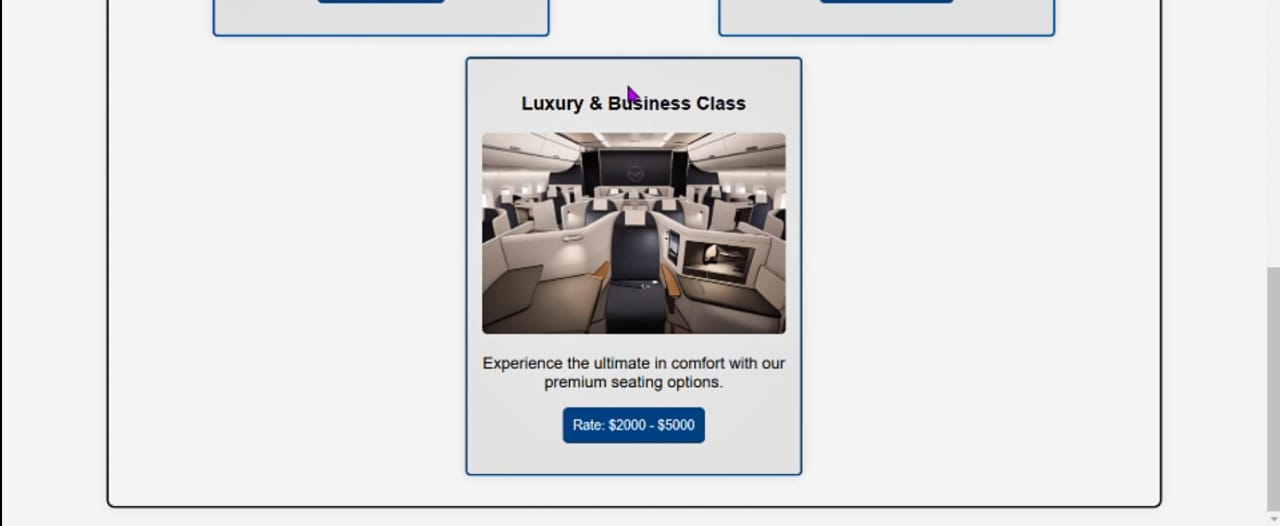 Luxury & Business Class
Experience the ultimate in comfort with our
premium seating options.
Rate: $2000 - $5000